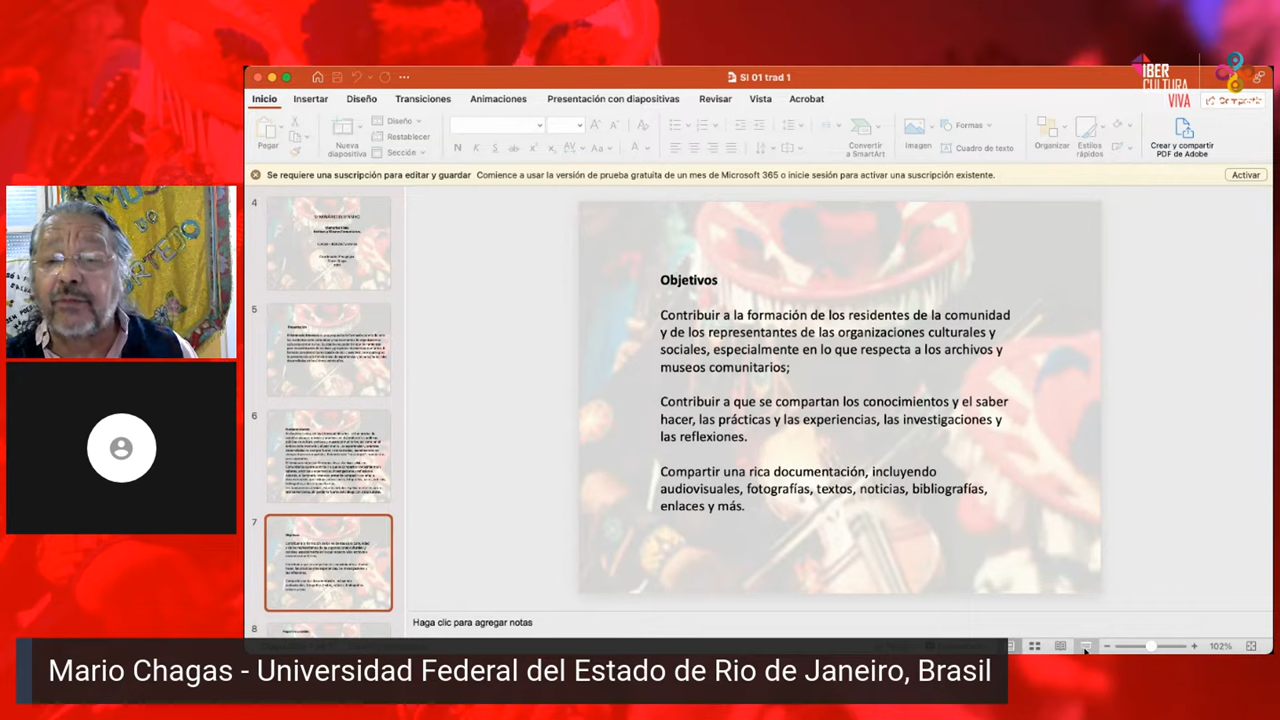 SI 01 trad 1
IBER
CULTURA
VIVA
Inicio Insertar Diseño Transiciones Animaciones Presentación con diapositivas Revisar Vista Acrobat
Pegar
Nueva
diapositiva
Diseño
Restablecer
Sección
Convertir
a SmartArt
Imagen
Formas
Cuadro de texto
Organizar
Estilos
rápidos
Crear y compartir
PDF de Adobe
Se requiere una suscripción para editar y guardar Comience a usar la versión de prueba gratuita de un mes de Microsoft 365 o inicie sesión para activar una suscripción existente. Activar
4
5
6
7
8
Objetivos
Contribuir a la formación de los residentes de la comunidad
y de los representantes de las organizaciones culturales y
sociales, especialmente en lo que respecta a los archivos y
museos comunitarios;
Contribuir a que se compartan los conocimientos y el saber
hacer, las prácticas y las experiencias, las investigaciones y
las reflexiones.
Compartir una rica documentación, incluyendo
audiovisuales, fotografías, textos, noticias, bibliografías,
enlaces y más.
Haga clic para agregar notas
102%
Mario Chagas - Universidad Federal del Estado de Rio de Janeiro, Brasil